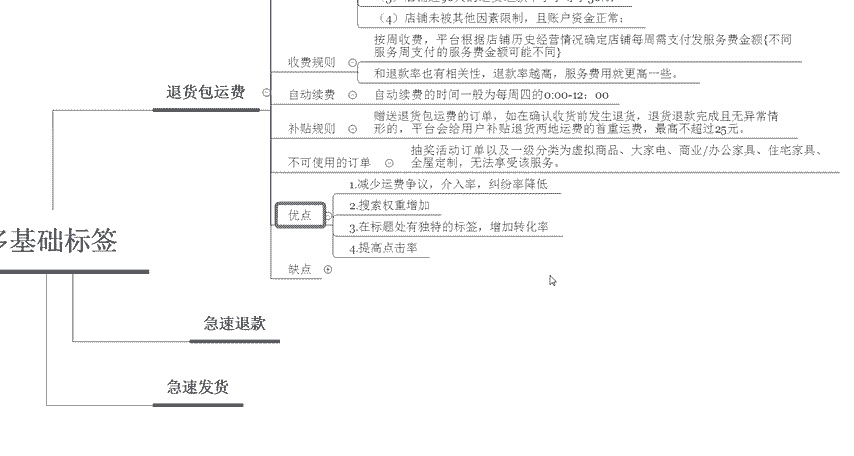 （4）店铺未被其他因素限制，且账户资金正常；
按周收费，平台根据店铺历史经营情况确定店铺每周需支付发服务费金额{不同
服务周支付的服务费金额可能不同}
收费规则
和退款率也有相关性，退款率越高，服务费用就更高一些。
退货包运费
自动续费
自动续费的时间一般为每周四的0:00-12：00
赠送退货包运费的订单，如在确认收货前发生退货，退货退款完成且无异常情
补贴规则
形的，平台会给用户补贴退货两地运费的首重运费，最高不超过25元。
抽奖活动订单以及一级分类为虚拟商品、大家电、商业/办公家具、住宅家具、
不可使用的订单
全屋定制，无法享受该服务。
1.减少运费争议，介入率，纠纷率降低
2.搜索权重增加
优点
3.在标题处有独特的标签，增加转化率
4.提高点击率
基础标签
缺点
急速退款
急速发货